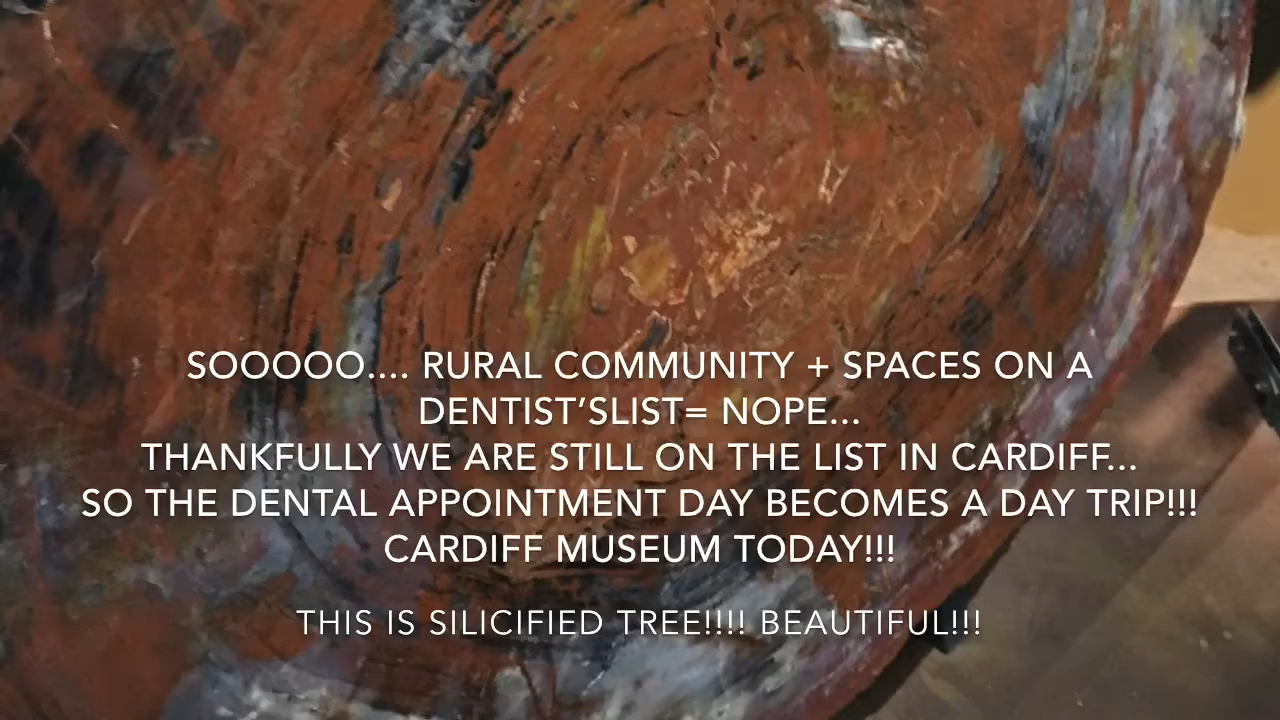 SOOOOO.... RURAL COMMUNITY + SPACES ON A
DENTIST’SLIST= NOPE...
THANKFULLY WE ARE STILL ON THE LIST IN CARDIFF...
SO THE DENTAL APPOINTMENT DAY BECOMES A DAY TRIP!!!
CARDIFF MUSEUM TODAY!!!
THIS IS SILICIFIED TREE!!!! BEAUTIFUL!!!